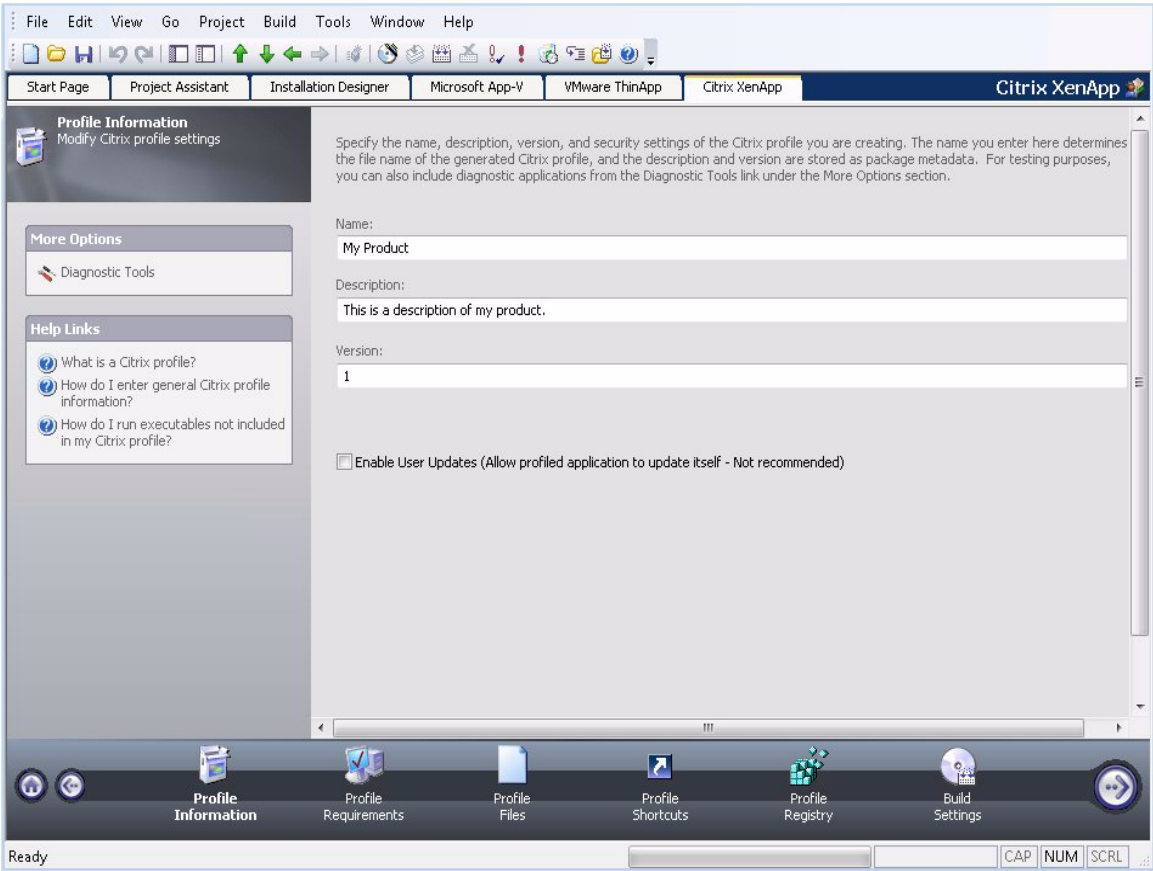 File Edit View Go Project Build Tools Window Help
Start Page Project Assistant Installation Designer Microsoft App-V VMware ThinApp Citrix XenApp Citrix XenApp
Profile Information
Modify Citrix profile settings
More Options
Diagnostic Tools
Help Links
What is a Citrix profile?
How do I enter general Citrix profile
information?
How do I run executables not included
in my Citrix profile?
Specify the name, description, version, and security settings of the Citrix profile you are creating. The name you enter here determines
the file name of the generated Citrix profile, and the description and version are stored as package metadata. For testing purposes,
you can also include diagnostic applications from the Diagnostic Tools link under the More Options section.
Name:
My Product
Description:
This is a description of my product.
Version:
1
Enable User Updates (Allow profiled application to update itself - Not recommended)
Profile
Information
Profile
Requirements
Profile
Files
Profile
Shortcuts
Profile
Registry
Build
Settings
Ready CAP NUM SCRL